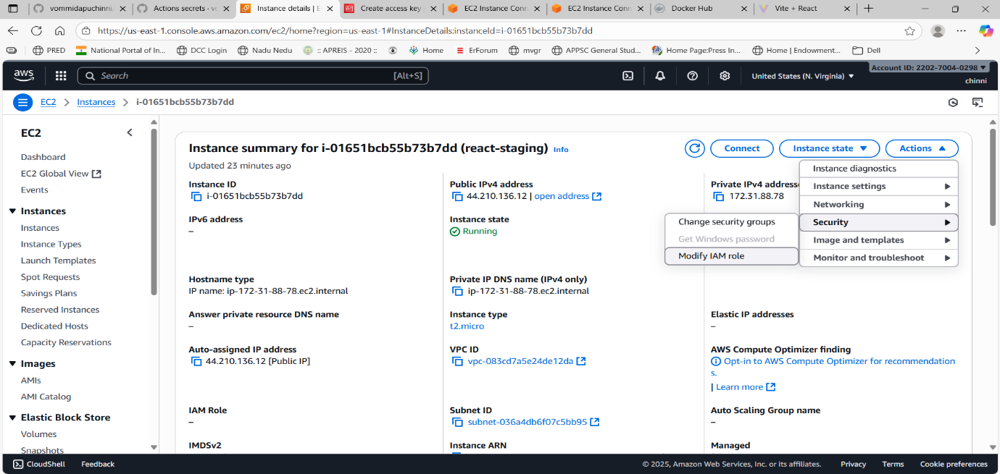 vommidapuchinni/
Actions secrets · vo
Instance details | E
Create access key
EC2 Instance Conn
EC2 Instance Conn
Docker Hub
Vite + React
https://us-east-1.console.aws.amazon.com/ec2/home?region=us-east-1#InstanceDetails:instanceId=i-01651bcb55b73b7dd
PRED
National Portal of In...
DCC Login
Nadu Nedu
:: APREIS - 2020 ::
Home
ErForum
mvgr
APPSC General Stud...
Home Page:Press In...
Home | Endowment...
Dell
aws
Search
[Alt+S]
United States (N. Virginia)
Account ID: 2202-7004-0298
chinni
EC2
Instances
i-01651bcb55b73b7dd
EC2
Dashboard
EC2 Global View
Events
Instances
Instances
Instance Types
Launch Templates
Spot Requests
Savings Plans
Reserved Instances
Dedicated Hosts
Capacity Reservations
Images
AMIs
AMI Catalog
Elastic Block Store
Volumes
Snapshots
Instance summary for i-01651bcb55b73b7dd (react-staging) Info
Updated 23 minutes ago
Connect
Instance state
Actions
Instance diagnostics
Instance settings
Networking
Security
Image and templates
Monitor and troubleshoot
Change security groups
Get Windows password
Modify IAM role
Instance ID
i-01651bcb55b73b7dd
Public IPv4 address
44.210.136.12 | open address
Private IPv4 addresse
172.31.88.78
IPv6 address
–
Instance state
Running
Hostname type
IP name: ip-172-31-88-78.ec2.internal
Private IP DNS name (IPv4 only)
ip-172-31-88-78.ec2.internal
Answer private resource DNS name
–
Instance type
t2.micro
Elastic IP addresses
–
Auto-assigned IP address
44.210.136.12 [Public IP]
VPC ID
vpc-083cd7a5e24de12da
AWS Compute Optimizer finding
Opt-in to AWS Compute Optimizer for recommendation
s.
| Learn more
IAM Role
–
Subnet ID
subnet-036a4db6f07c5bb95
Auto Scaling Group name
–
IMDSv2
Instance ARN
Managed
CloudShell
Feedback
© 2025, Amazon Web Services, Inc. or its affiliates.
Privacy
Terms
Cookie preferences